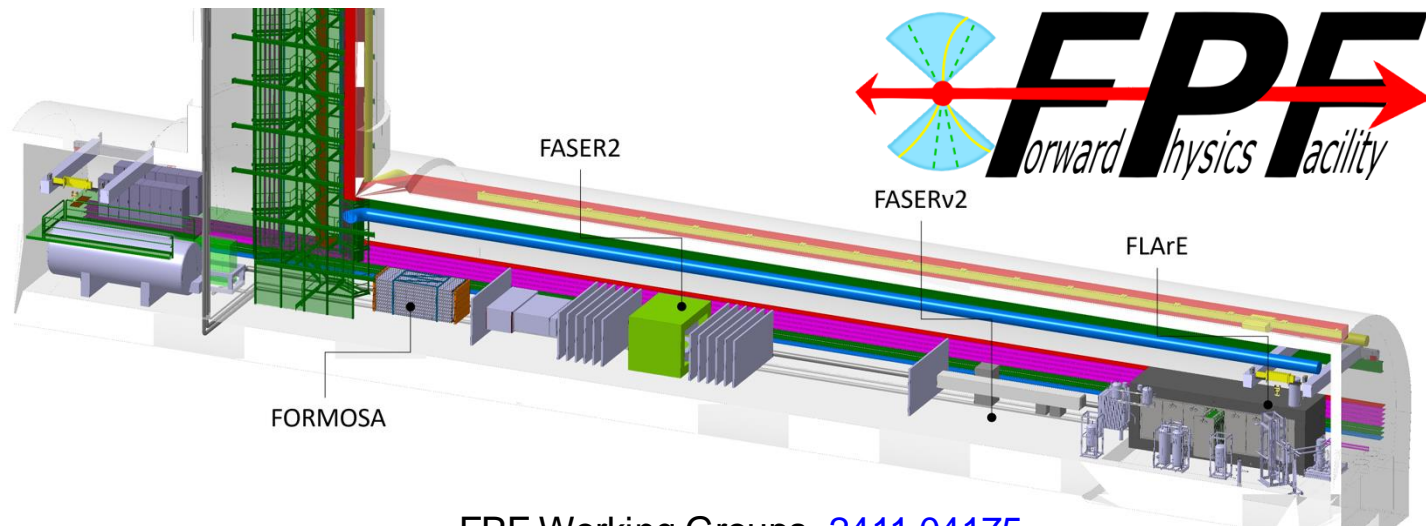 Forward Physics Facility
FASER2
FASERν2
FLArE
FORMOSA
FPF Working Groups, 2411.04175